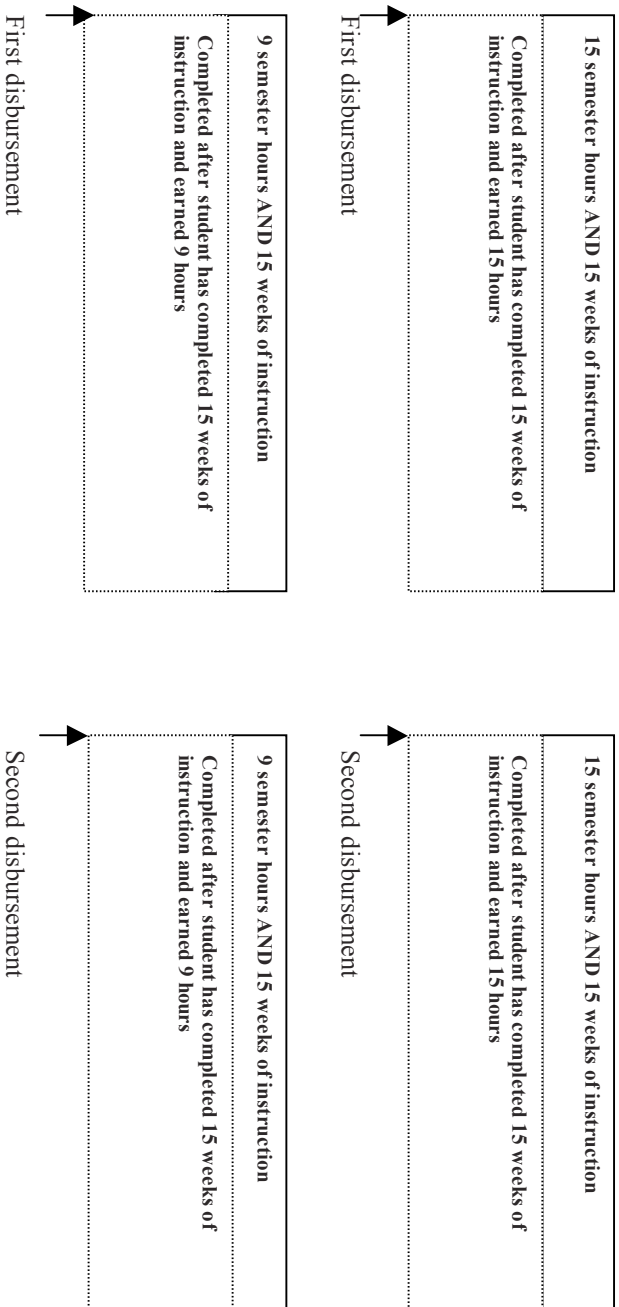 15 semester hours AND 15 weeks of instruction
Completed after student has completed 15 weeks of
instruction and earned 15 hours
First disbursement
15 semester hours AND 15 weeks of instruction
Completed after student has completed 15 weeks of
instruction and earned 15 hours
Second disbursement
9 semester hours AND 15 weeks of instruction
Completed after student has completed 15 weeks of
instruction and earned 9 hours
First disbursement
9 semester hours AND 15 weeks of instruction
Completed after student has completed 15 weeks of
instruction and earned 9 hours
Second disbursement